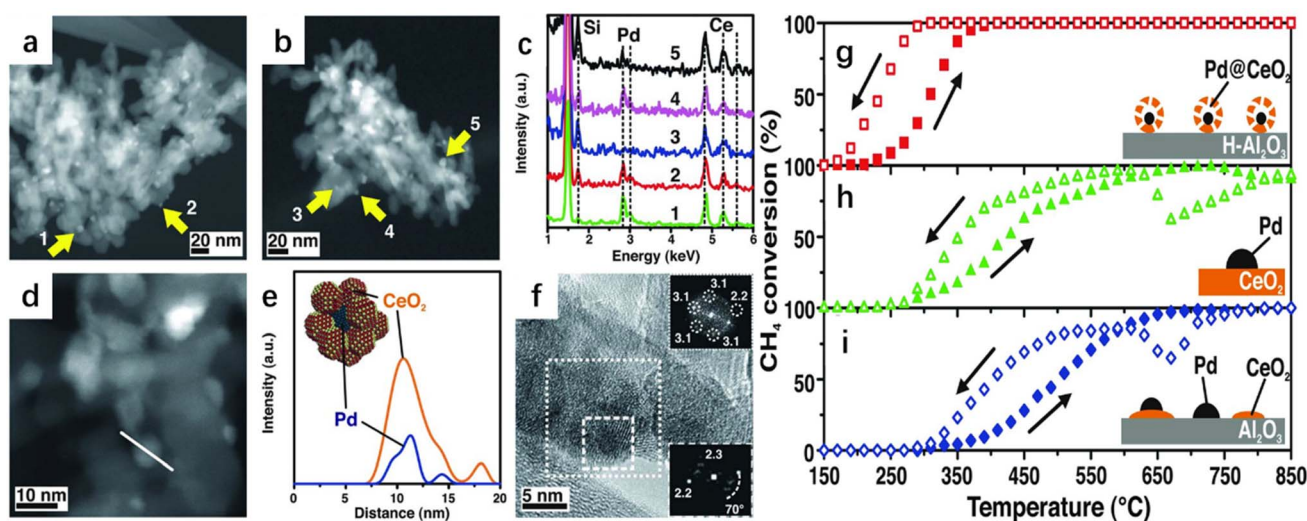 a
1
2
20 nm
b
3
4
5
20 nm
c
Si
Pd
Ce
5
4
3
2
1
Intensity (a.u.)
1 2 3 4 5 6
Energy (keV)
d
10 nm
e
CeO₂
Pd
Intensity (a.u.)
0 5 10 15 20
Distance (nm)
f
3.1
3.1
2.2
3.1
3.1
2.3
2.2
70°
5 nm
CH₄ conversion (%)
100
50
100
50
100
50
0
g
Pd@CeO₂
H-Al₂O₃
h
Pd
CeO₂
i
Pd
CeO₂
Al₂O₃
150 250 350 450 550 650 750 850
Temperature (°C)